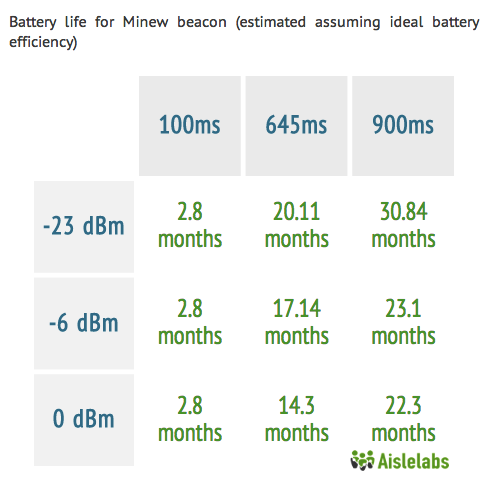 Battery life for Minew beacon (estimated assuming ideal battery
efficiency)
100ms 645ms 900ms
-23 dBm 2.8 months 20.11 months 30.84 months
-6 dBm 2.8 months 17.14 months 23.1 months
0 dBm 2.8 months 14.3 months 22.3 months
Aislelabs